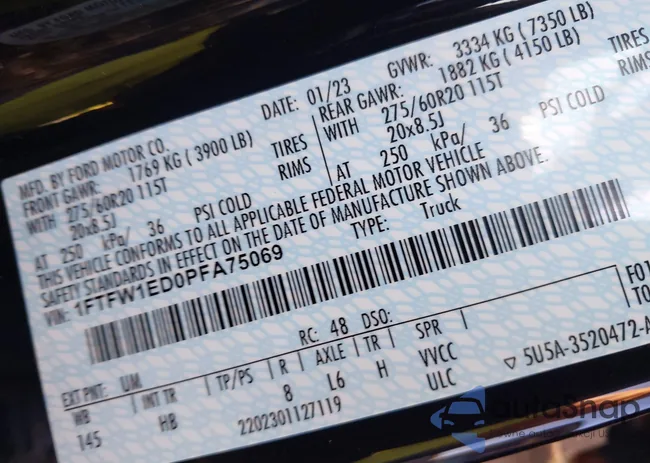 MFD. BY FORD MOTOR CO.
DATE: 01/23
GVWR: 3334 KG ( 7350 LB)
FRONT GAWR: 1769 KG ( 3900 LB)
REAR GAWR: 1882 KG ( 4150 LB)
WITH 275/60R20 115T TIRES
WITH 275/60R20 115T TIRES
20x8.5J RIMS
20x8.5J RIMS
AT 250 kPa/ 36 PSI COLD
AT 250 kPa/ 36 PSI COLD
THIS VEHICLE CONFORMS TO ALL APPLICABLE FEDERAL MOTOR VEHICLE
SAFETY STANDARDS IN EFFECT ON THE DATE OF MANUFACTURE SHOWN ABOVE.
VIN: 1FTFW1ED0PFA75069
TYPE: Truck
EXT PNT: UM
RC: 48 DSO:
WB INT TR TP/PS R AXLE TR SPR
145 HB 8 L6 H VVCC
2202301127119 ULC
5U5A-3520472-A
autaShap